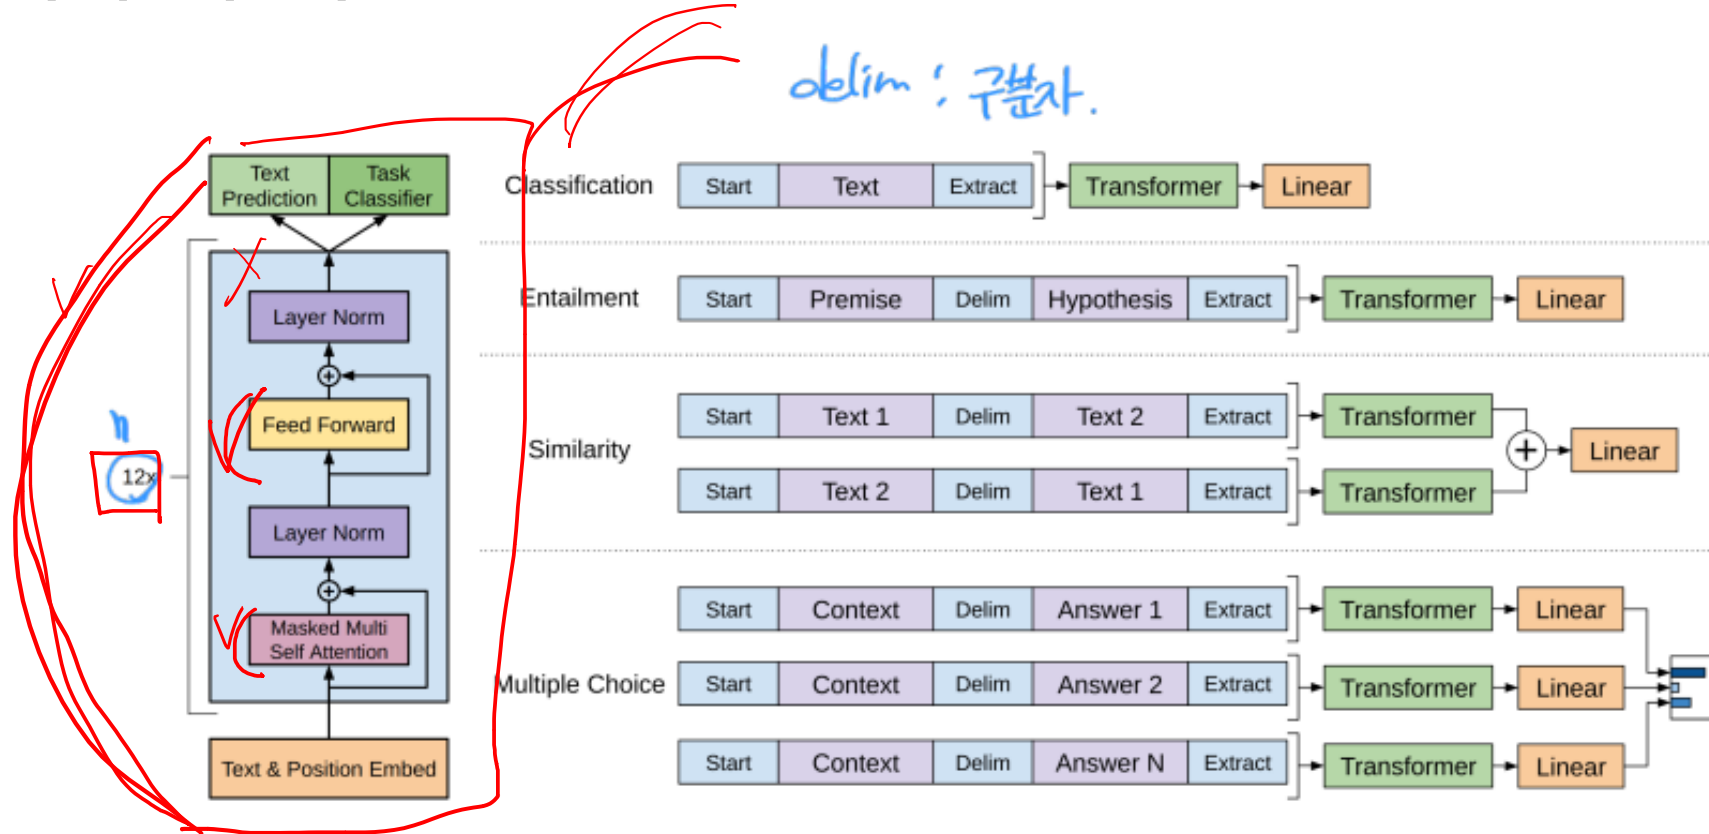 delim : 구분자.
Text Prediction
Task Classifier
Layer Norm
Feed Forward
n
12x
Layer Norm
Masked Multi
Self Attention
Text & Position Embed
Classification
Start Text Extract Transformer Linear
Entailment
Start Premise Delim Hypothesis Extract Transformer Linear
Similarity
Start Text 1 Delim Text 2 Extract Transformer
Linear
Start Text 2 Delim Text 1 Extract Transformer
Multiple Choice
Start Context Delim Answer 1 Extract Transformer Linear
Start Context Delim Answer 2 Extract Transformer Linear
Start Context Delim Answer N Extract Transformer Linear